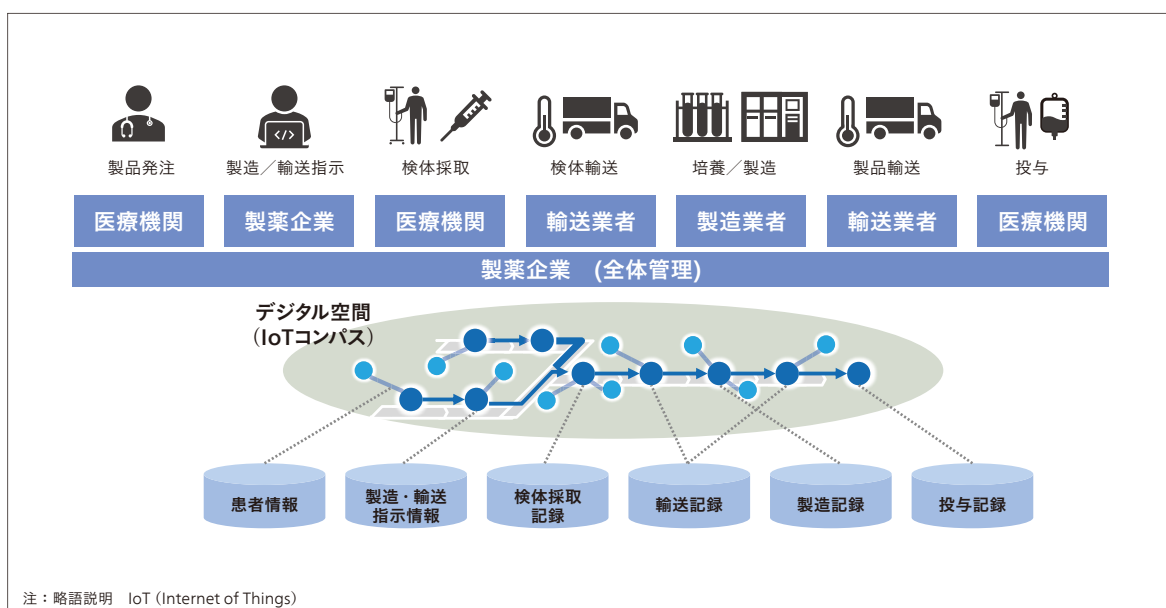 </>
製品発注
製造／輸送指示
検体採取
検体輸送
培養／製造
製品輸送
投与
医療機関
製薬企業
医療機関
輸送業者
製造業者
輸送業者
医療機関
製薬企業　(全体管理)
デジタル空間
（IoTコンパス）
患者情報
製造・輸送
指示情報
検体採取
記録
輸送記録
製造記録
投与記録
注：略語説明　IoT（Internet of Things）